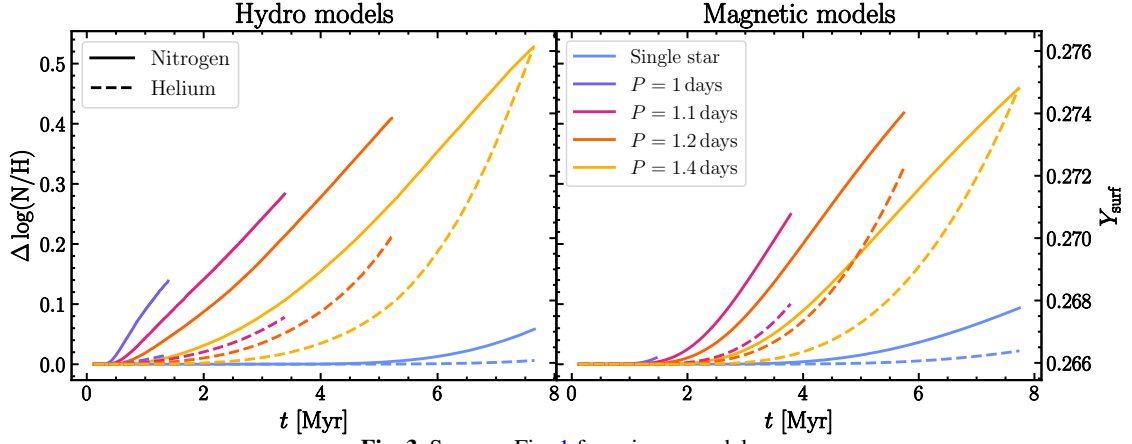 Hydro models
Magnetic models
Nitrogen
Helium
Single star
P = 1 days
P = 1.1 days
P = 1.2 days
P = 1.4 days
Δ log(N/H)
0.5
0.4
0.3
0.2
0.1
0.0
0 2 4 6 8
t [Myr]
0 2 4 6 8
t [Myr]
0.276
0.274
0.272
0.270
0.268
0.266
Y_surf